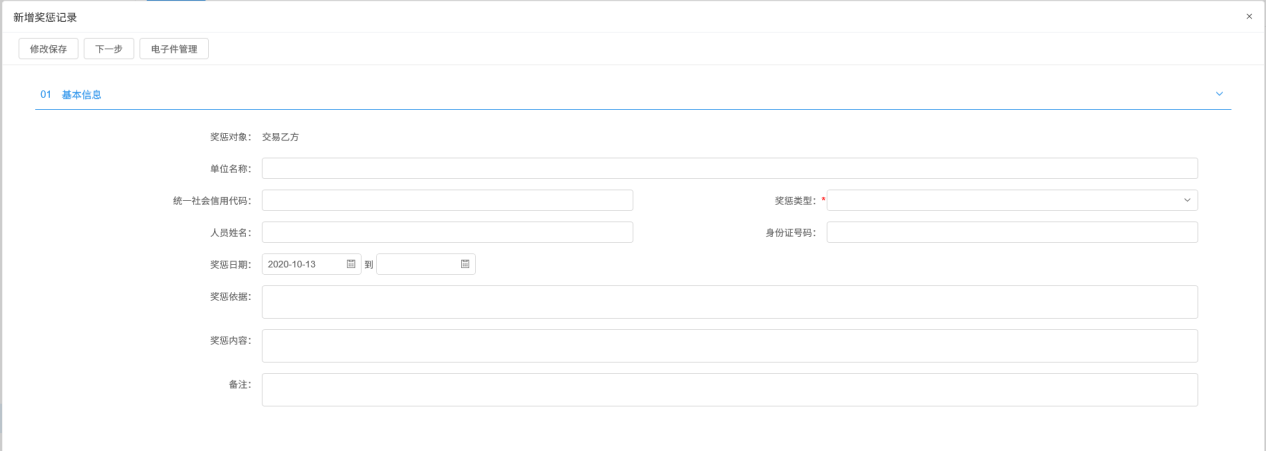 新增奖惩记录 ×
修改保存 下一步 电子件管理
01 基本信息
奖惩对象： 交易乙方
单位名称：
统一社会信用代码： 奖惩类型：*
人员姓名： 身份证号码：
奖惩日期： 2020-10-13 到
奖惩依据：
奖惩内容：
备注：